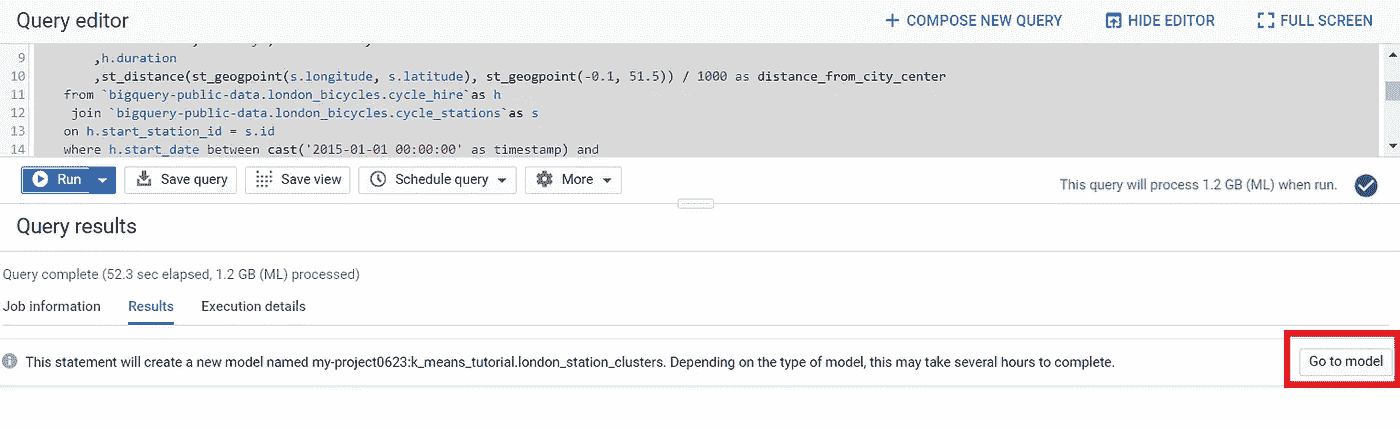 Query editor
+ COMPOSE NEW QUERY
HIDE EDITOR
FULL SCREEN
9 ,h.duration
10 ,st_distance(st_geogpoint(s.longitude, s.latitude), st_geogpoint(-0.1, 51.5)) / 1000 as distance_from_city_center
11 from `bigquery-public-data.london_bicycles.cycle_hire`as h
12 join `bigquery-public-data.london_bicycles.cycle_stations`as s
13 on h.start_station_id = s.id
14 where h.start_date between cast('2015-01-01 00:00:00' as timestamp) and
Run
Save query
Save view
Schedule query
More
This query will process 1.2 GB (ML) when run.
Query results
Query complete (52.3 sec elapsed, 1.2 GB (ML) processed)
Job information
Results
Execution details
This statement will create a new model named my-project0623:k_means_tutorial.london_station_clusters. Depending on the type of model, this may take several hours to complete.
Go to model